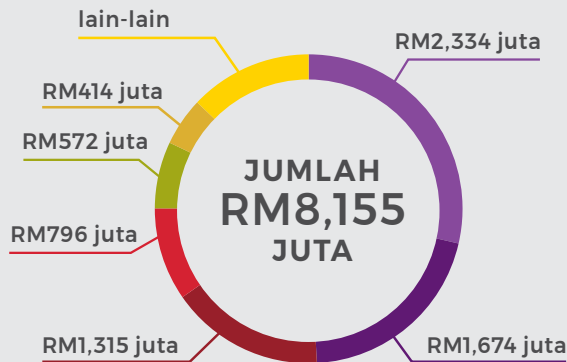 lain-lain
RM2,334 juta
RM414 juta
RM572 juta
JUMLAH
RM8,155
JUTA
RM796 juta
RM1,315 juta
RM1,674 juta